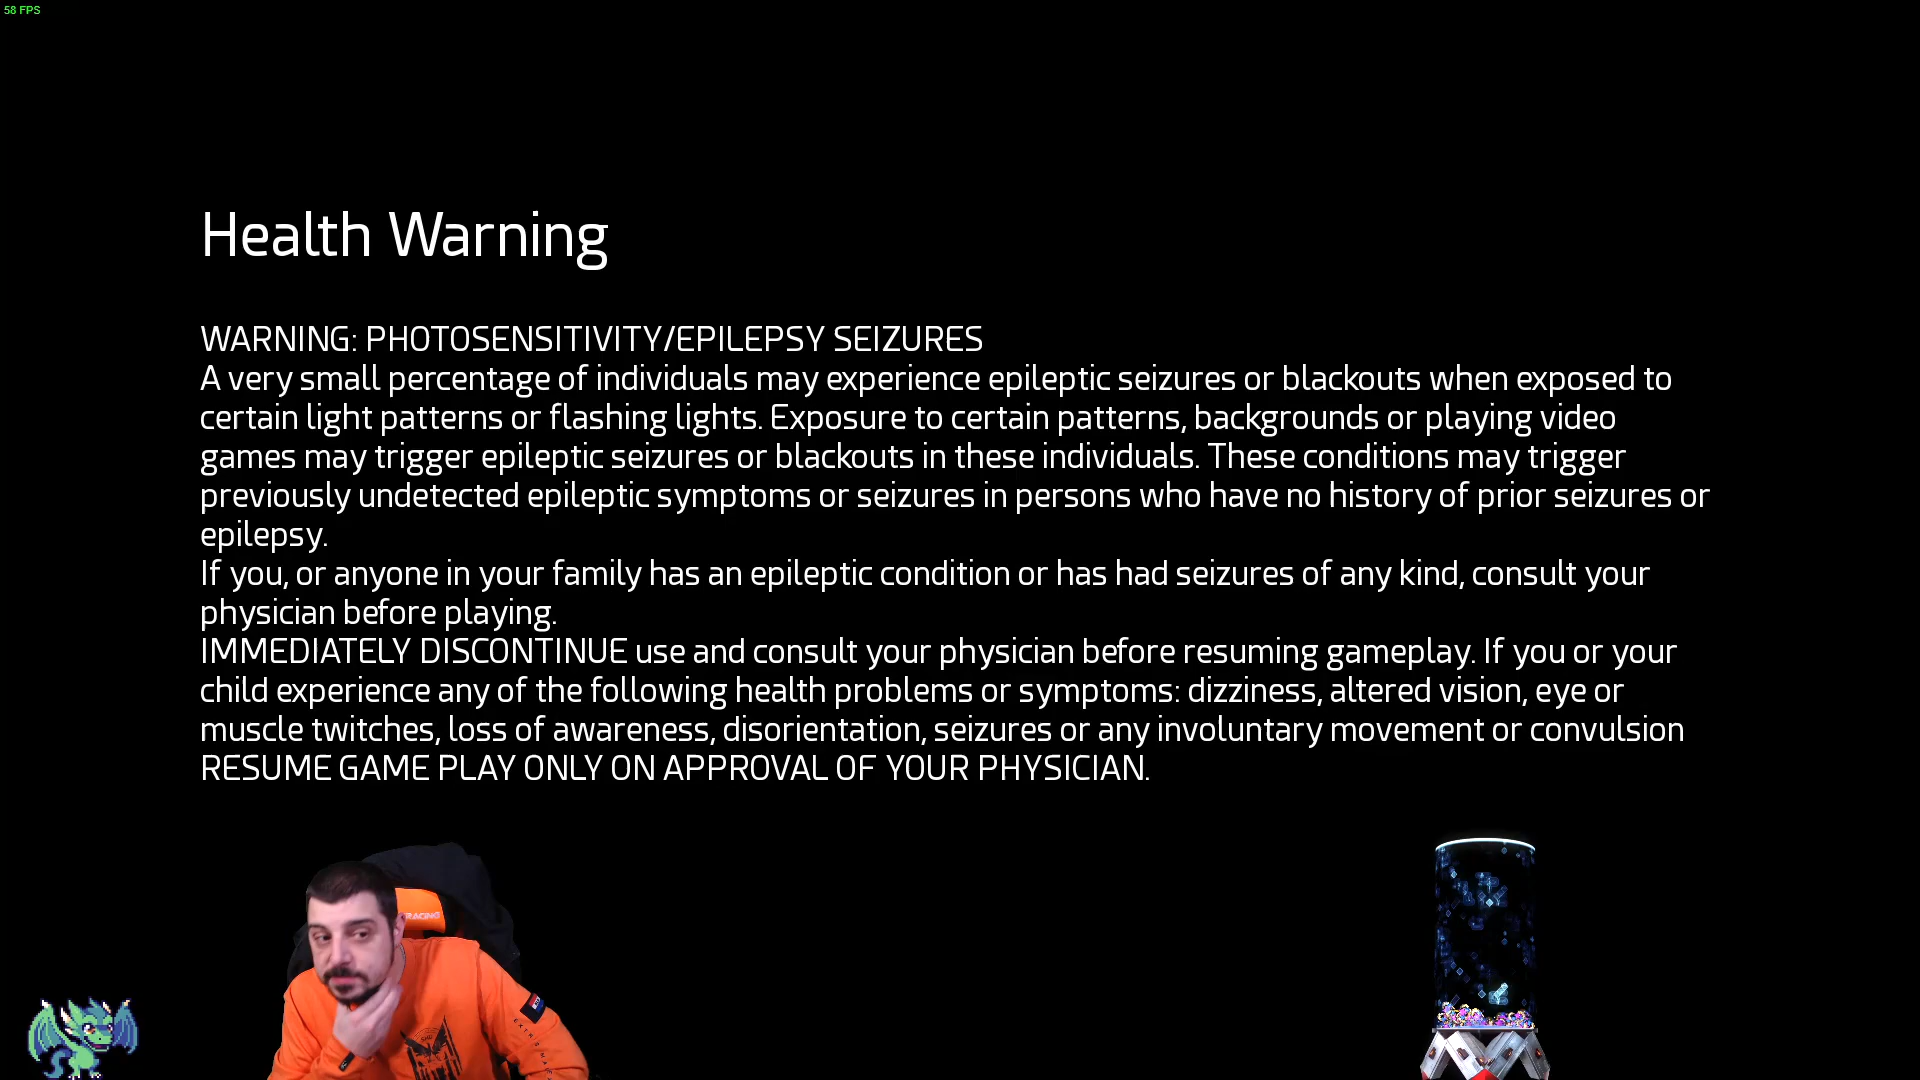 58 FPS
Health Warning
WARNING: PHOTOSENSITIVITY/EPILEPSY SEIZURES
A very small percentage of individuals may experience epileptic seizures or blackouts when exposed to
certain light patterns or flashing lights. Exposure to certain patterns, backgrounds or playing video
games may trigger epileptic seizures or blackouts in these individuals. These conditions may trigger
previously undetected epileptic symptoms or seizures in persons who have no history of prior seizures or
epilepsy.
If you, or anyone in your family has an epileptic condition or has had seizures of any kind, consult your
physician before playing.
IMMEDIATELY DISCONTINUE use and consult your physician before resuming gameplay. If you or your
child experience any of the following health problems or symptoms: dizziness, altered vision, eye or
muscle twitches, loss of awareness, disorientation, seizures or any involuntary movement or convulsion
RESUME GAME PLAY ONLY ON APPROVAL OF YOUR PHYSICIAN.
RACING